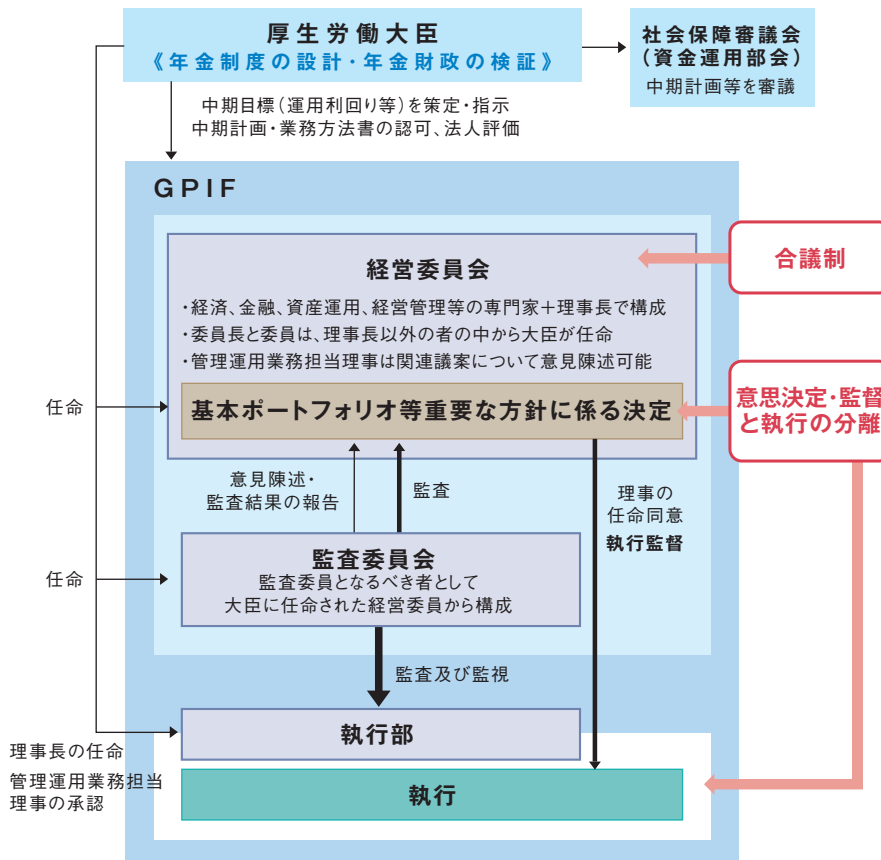 厚生労働大臣
《年金制度の設計・年金財政の検証》
社会保障審議会
(資金運用部会)
中期計画等を審議
中期目標(運用利回り等)を策定・指示
中期計画・業務方法書の認可、法人評価
GPIF
経営委員会
・経済、金融、資産運用、経営管理等の専門家+理事長で構成
・委員長と委員は、理事長以外の者の中から大臣が任命
・管理運用業務担当理事は関連議案について意見陳述可能
基本ポートフォリオ等重要な方針に係る決定
合議制
意思決定・監督
と執行の分離
任命
意見陳述・
監査結果の報告
監査
理事の
任命同意
執行監督
監査委員会
監査委員となるべき者として
大臣に任命された経営委員から構成
任命
監査及び監視
執行部
理事長の任命
管理運用業務担当
理事の承認
執行